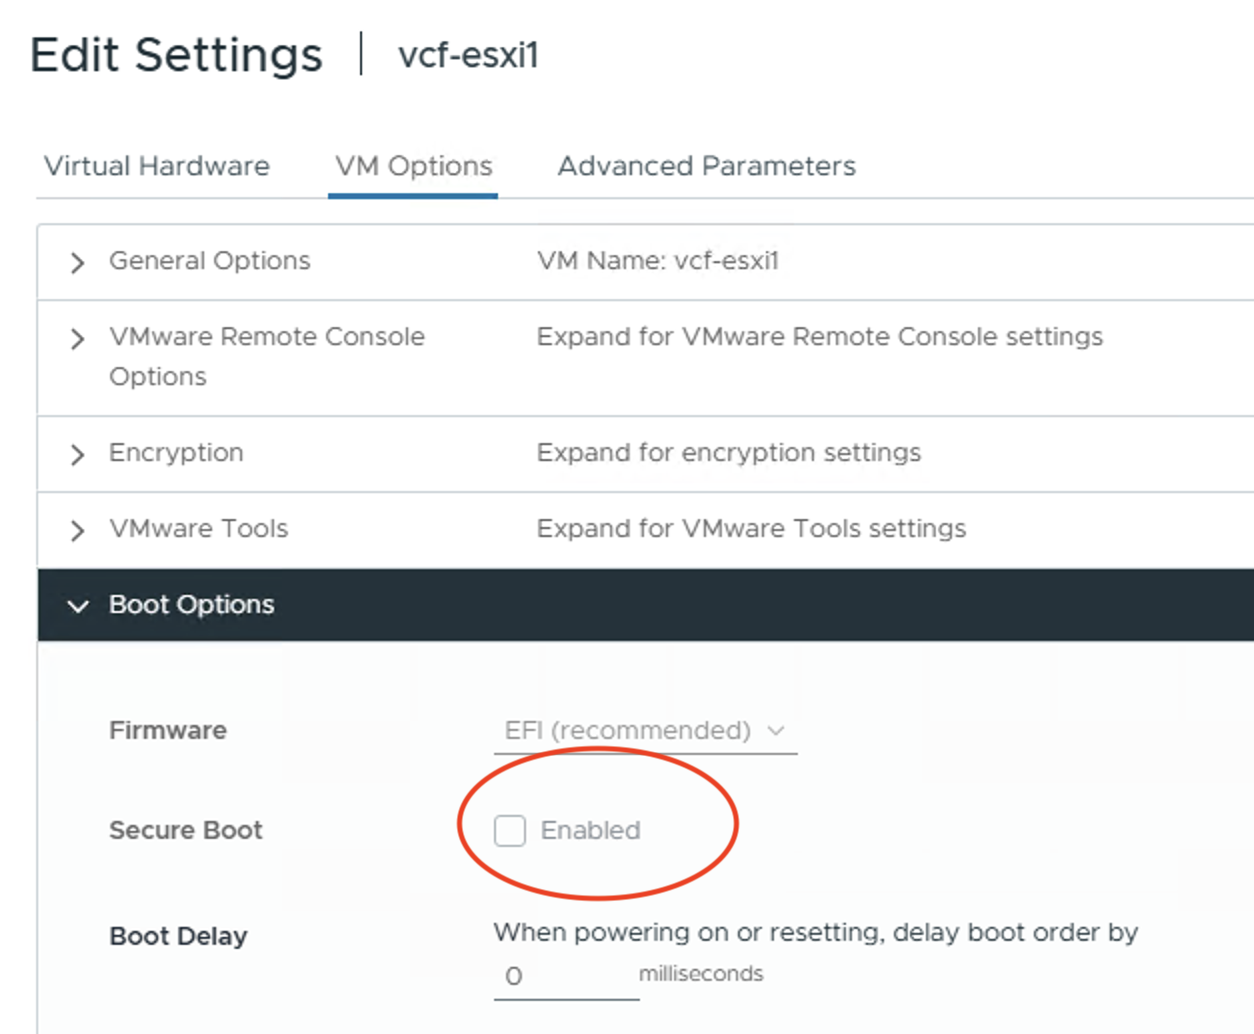 Edit Settings | vcf-esxi1
Virtual Hardware VM Options Advanced Parameters
General Options VM Name: vcf-esxi1
VMware Remote Console Expand for VMware Remote Console settings
Options
Encryption Expand for encryption settings
VMware Tools Expand for VMware Tools settings
Boot Options
Firmware EFI (recommended)
Secure Boot Enabled
Boot Delay When powering on or resetting, delay boot order by
0 milliseconds